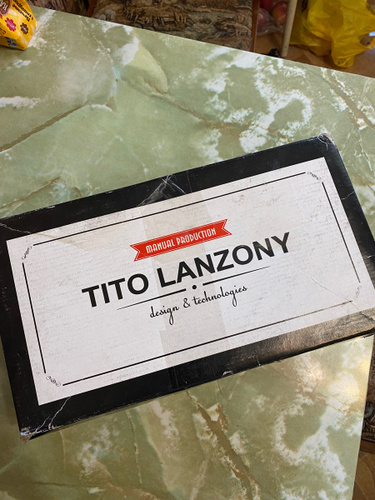 MANUAL PRODUCTION
TITO LANZONY
design & technologies